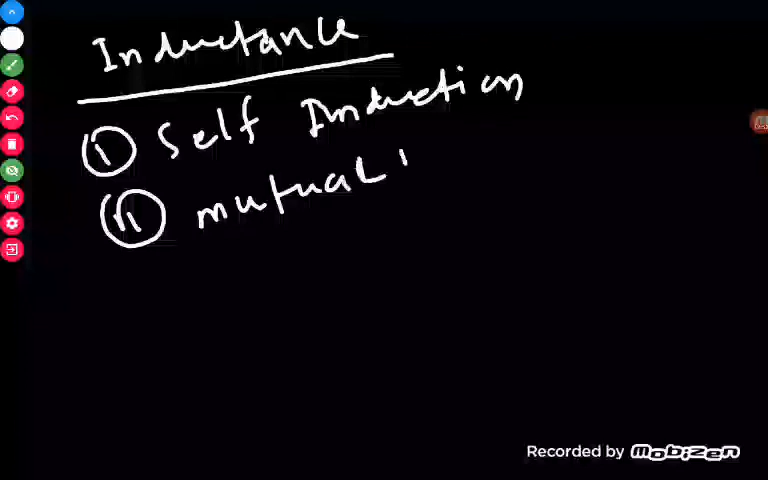 Inductance
(i) Self Induction
(ii) mutual
Recorded by mobizen